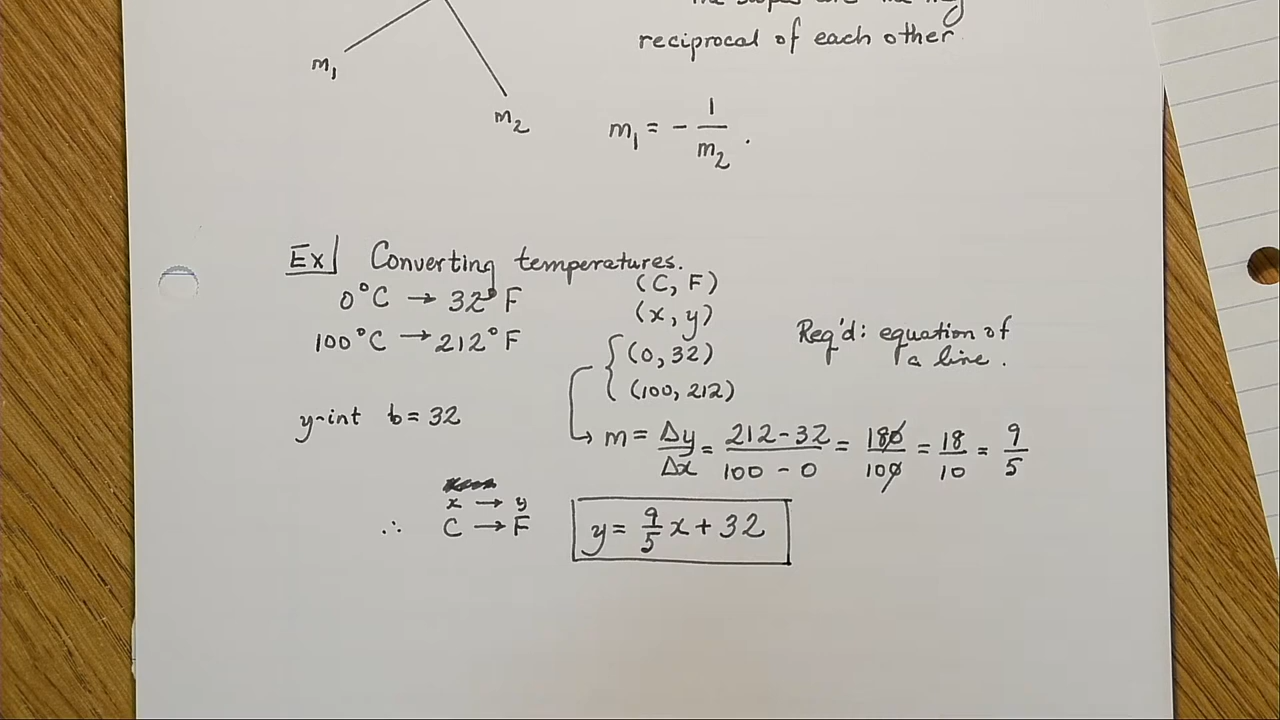 reciprocal of each other
m₁
m₂
m₁ = - 1/m₂ .
Ex| Converting temperatures.
0°C → 32°F
100°C → 212°F
(C, F)
(x, y)
(0, 32)
(100, 212)
Req'd: equation of
a line.
y-int b = 32
m = Δy/Δx = (212-32)/(100-0) = 180/100 = 18/10 = 9/5
x → y
∴ C → F
y = 9/5 x + 32